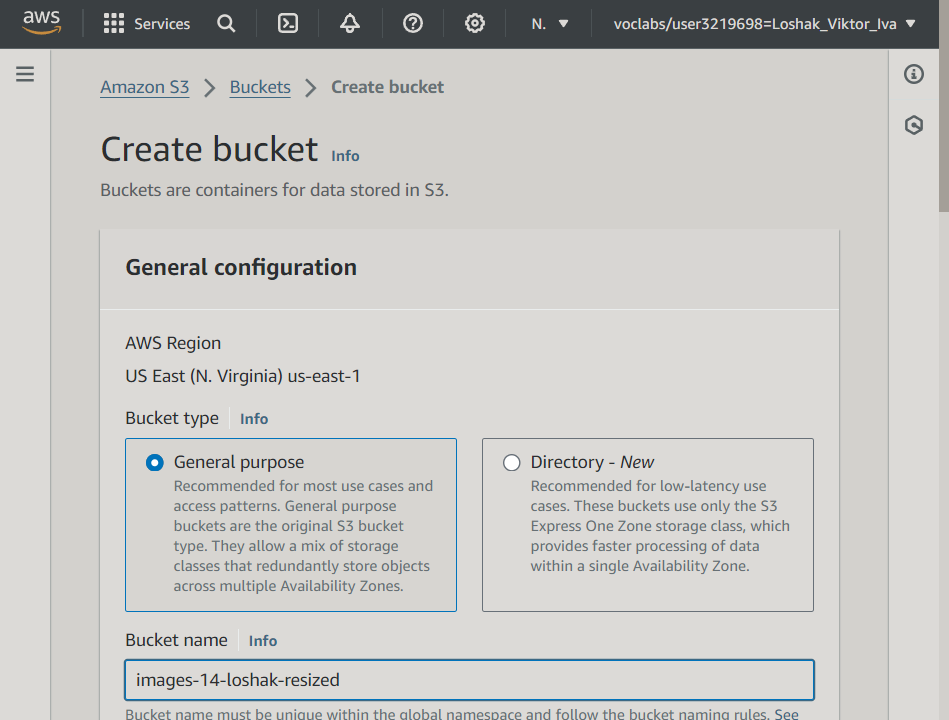 aws Services N. voclabs/user3219698=Loshak_Viktor_Iva
Amazon S3 Buckets Create bucket
Create bucket Info
Buckets are containers for data stored in S3.
General configuration
AWS Region
US East (N. Virginia) us-east-1
Bucket type Info
General purpose
Recommended for most use cases and
access patterns. General purpose
buckets are the original S3 bucket
type. They allow a mix of storage
classes that redundantly store objects
across multiple Availability Zones.
Directory - New
Recommended for low-latency use
cases. These buckets use only the S3
Express One Zone storage class, which
provides faster processing of data
within a single Availability Zone.
Bucket name Info
images-14-loshak-resized
Bucket name must be unique within the global namespace and follow the bucket naming rules. See